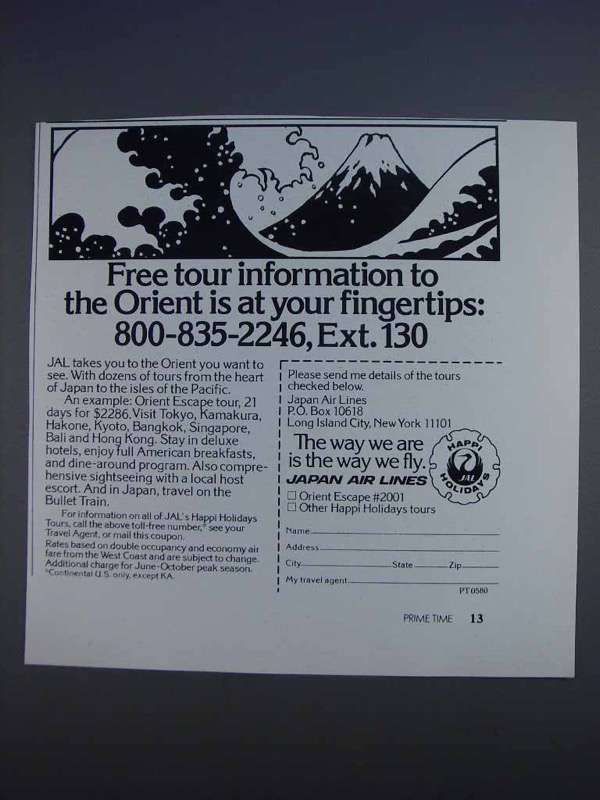 Free tour information to
the Orient is at your fingertips:
800-835-2246, Ext. 130
JAL takes you to the Orient you want to
see. With dozens of tours from the heart
of Japan to the isles of the Pacific.
An example: Orient Escape tour, 21
days for $2286. Visit Tokyo, Kamakura,
Hakone, Kyoto, Bangkok, Singapore,
Bali and Hong Kong. Stay in deluxe
hotels, enjoy full American breakfasts,
and dine-around program. Also compre-
hensive sightseeing with a local host
escort. And in Japan, travel on the
Bullet Train.
For information on all of JAL's Happi Holidays
Tours, call the above toll-free number,* see your
Travel Agent, or mail this coupon.
Rates based on double occupancy and economy air
fare from the West Coast and are subject to change.
Additional charge for June-October peak season.
*Continental U.S. only, except KA.
Please send me details of the tours
checked below.
Japan Air Lines
P.O. Box 10618
Long Island City, New York 11101
The way we are
is the way we fly.
JAPAN AIR LINES
HAPPI
JAL
HOLIDAYS
Orient Escape #2001
Other Happi Holidays tours
Name
Address
City State Zip
My travel agent
PT0580
PRIME TIME 13